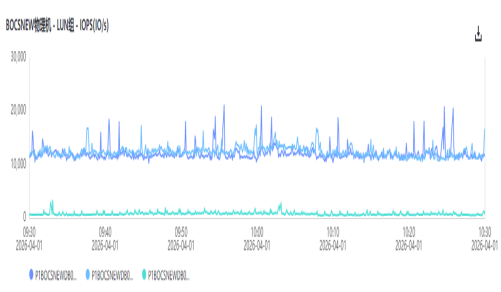 BOCSNEW物理机 - LUN组 - IOPS(IO/s)
30,000
20,000
10,000
0
09:30 09:40 09:50 10:00 10:10 10:20 10:30
2026-04-01 2026-04-01 2026-04-01 2026-04-01 2026-04-01 2026-04-01 2026-04-01
P1BOCSNEWDB0... P1BOCSNEWDB0... P1BOCSNEWDB0...